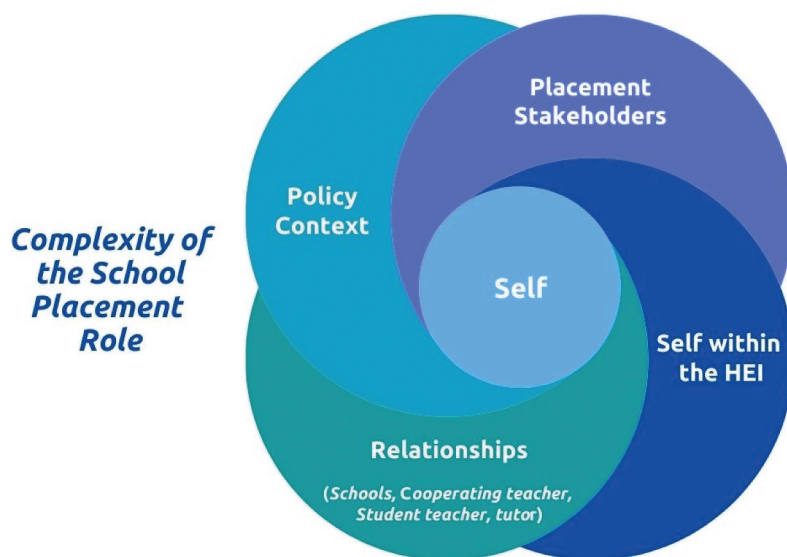 Complexity of
the School
Placement
Role
Placement
Stakeholders
Policy
Context
Self
Self within
the HEI
Relationships
(Schools, Cooperating teacher,
Student teacher, tutor)